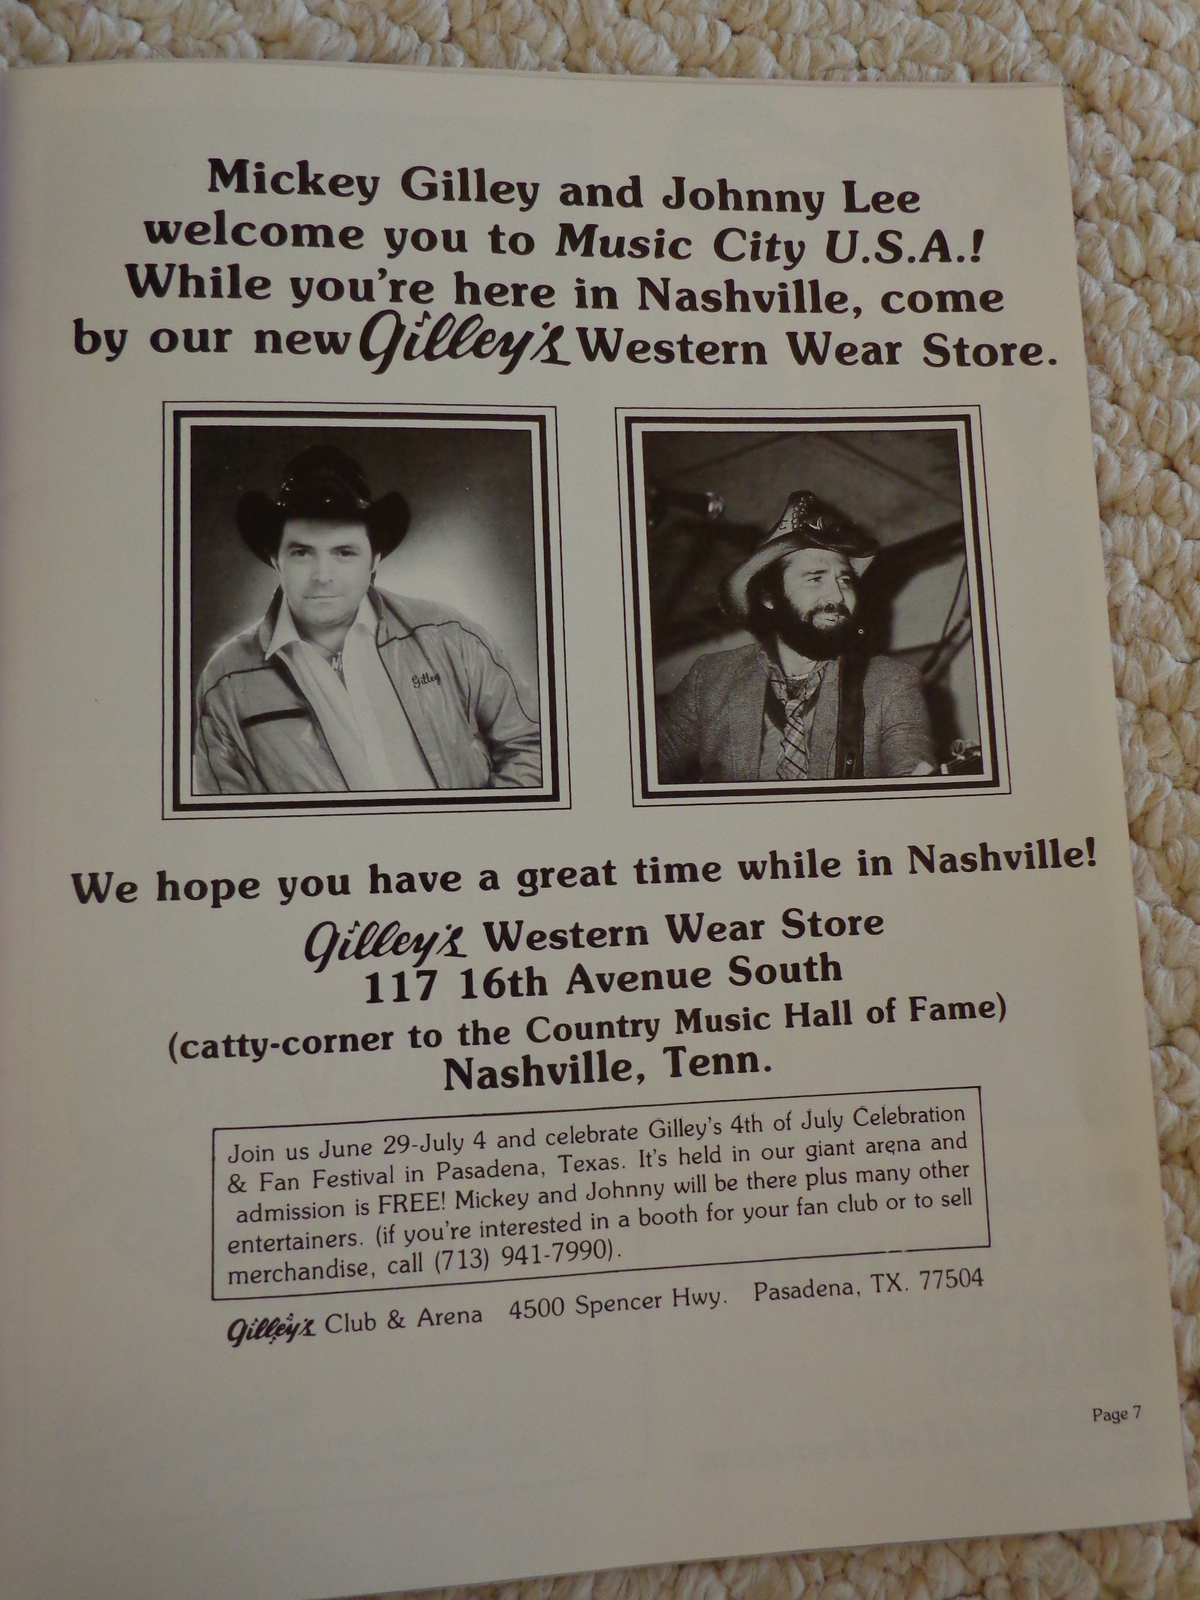 Mickey Gilley and Johnny Lee
welcome you to Music City U.S.A.!
While you're here in Nashville, come
by our new Gilley's Western Wear Store.
Gilley
We hope you have a great time while in Nashville!
Gilley's Western Wear Store
117 16th Avenue South
(catty-corner to the Country Music Hall of Fame)
Nashville, Tenn.
Join us June 29-July 4 and celebrate Gilley's 4th of July Celebration
& Fan Festival in Pasadena, Texas. It's held in our giant arena and
admission is FREE! Mickey and Johnny will be there plus many other
entertainers. (if you're interested in a booth for your fan club or to sell
merchandise, call (713) 941-7990).
Gilley's Club & Arena 4500 Spencer Hwy. Pasadena, TX. 77504
Page 7